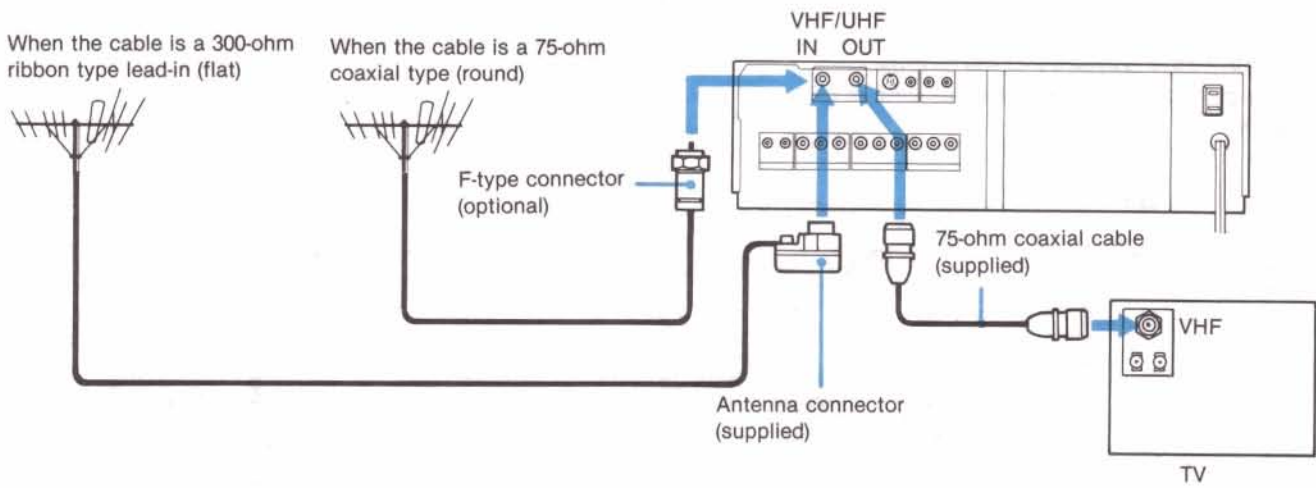 When the cable is a 300-ohm
ribbon type lead-in (flat)
When the cable is a 75-ohm
coaxial type (round)
VHF/UHF
IN OUT
F-type connector
(optional)
75-ohm coaxial cable
(supplied)
VHF
Antenna connector
(supplied)
TV